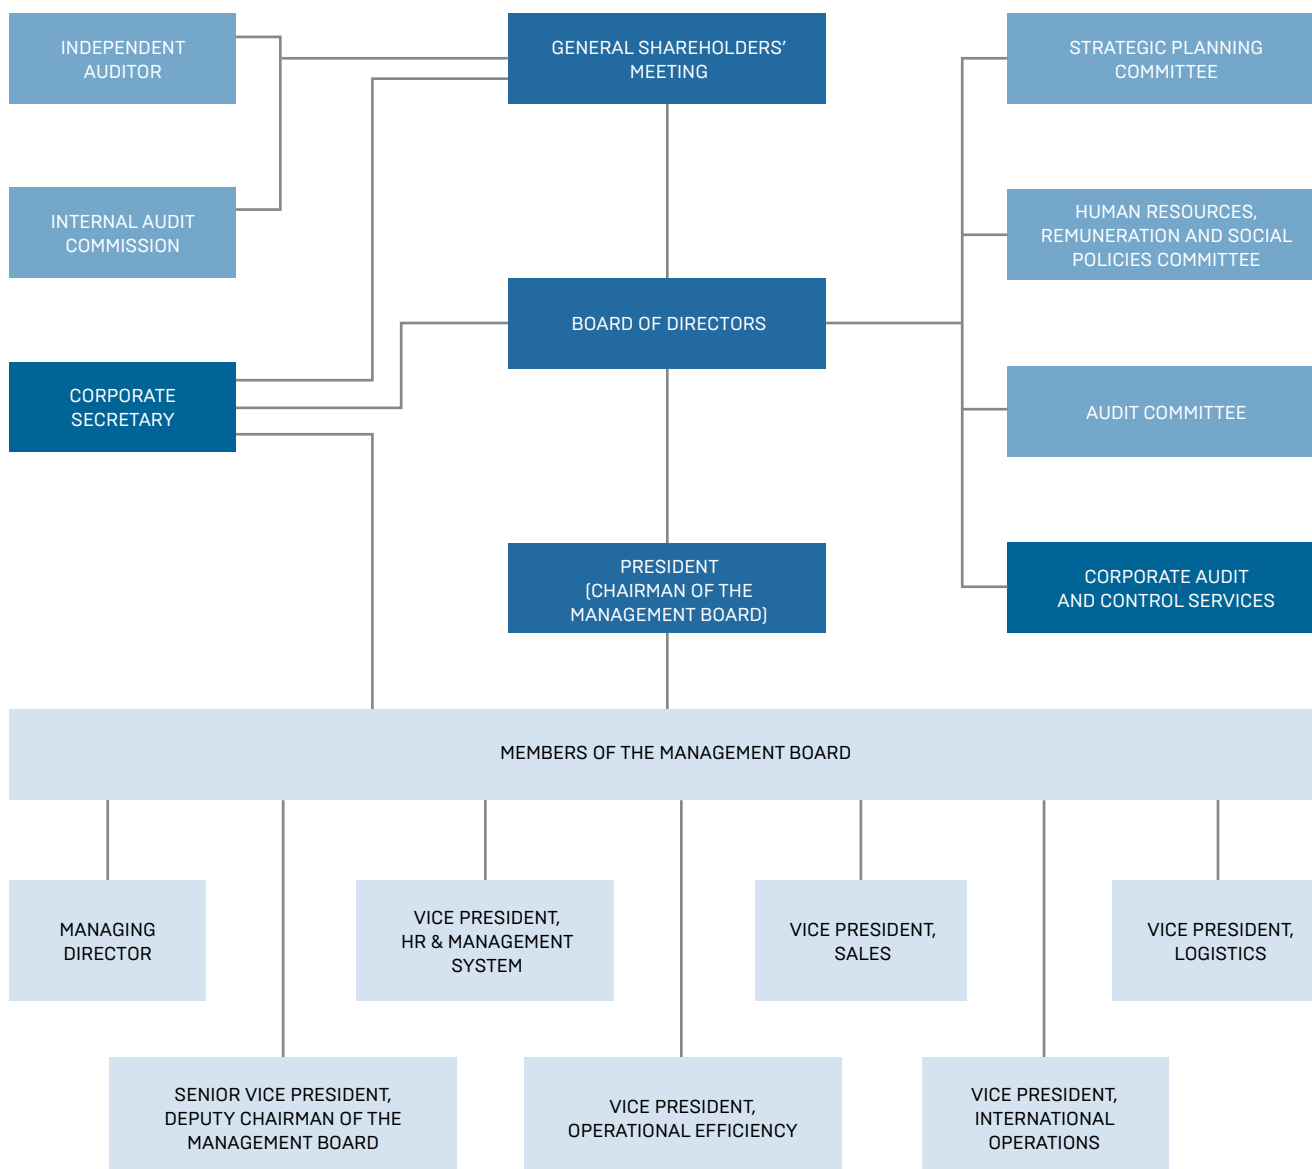 INDEPENDENT
AUDITOR
GENERAL SHAREHOLDERS’
MEETING
STRATEGIC PLANNING
COMMITTEE
INTERNAL AUDIT
COMMISSION
HUMAN RESOURCES,
REMUNERATION AND SOCIAL
POLICIES COMMITTEE
BOARD OF DIRECTORS
CORPORATE
SECRETARY
AUDIT COMMITTEE
PRESIDENT
(CHAIRMAN OF THE
MANAGEMENT BOARD)
CORPORATE AUDIT
AND CONTROL SERVICES
MEMBERS OF THE MANAGEMENT BOARD
MANAGING
DIRECTOR
VICE PRESIDENT,
HR & MANAGEMENT
SYSTEM
VICE PRESIDENT,
SALES
VICE PRESIDENT,
LOGISTICS
SENIOR VICE PRESIDENT,
DEPUTY CHAIRMAN OF THE
MANAGEMENT BOARD
VICE PRESIDENT,
OPERATIONAL EFFICIENCY
VICE PRESIDENT,
INTERNATIONAL
OPERATIONS